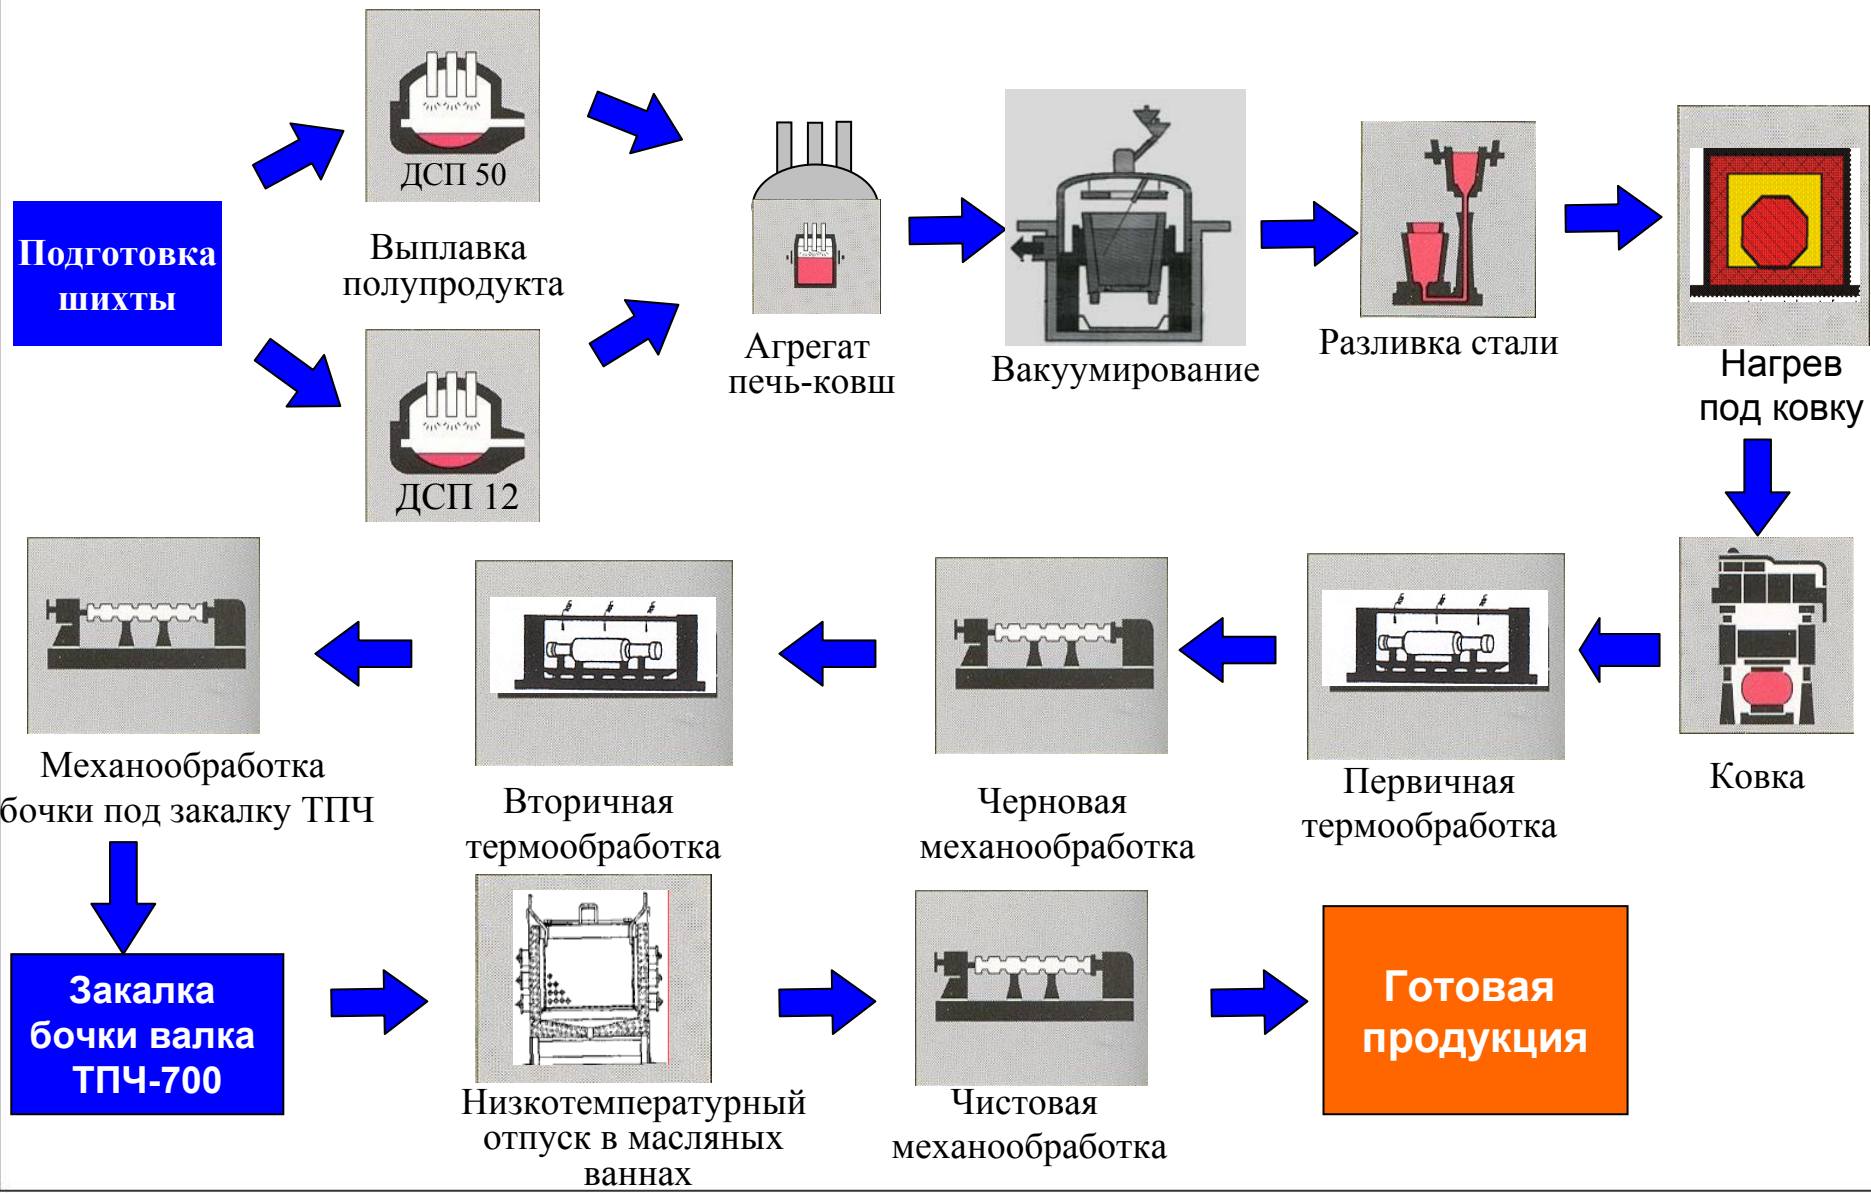 Подготовка
шихты
ДСП 50
Выплавка
полупродукта
ДСП 12
Агрегат
печь-ковш
Вакуумирование
Разливка стали
Нагрев
под ковку
Ковка
Первичная
термообработка
Черновая
механообработка
Вторичная
термообработка
Механообработка
бочки под закалку ТПЧ
Закалка
бочки валка
ТПЧ-700
Низкотемпературный
отпуск в масляных
ваннах
Чистовая
механообработка
Готовая
продукция